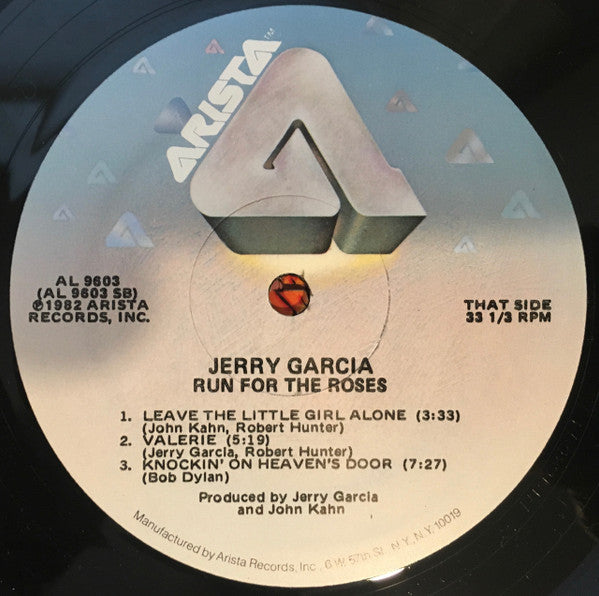 ARISTA™
AL 9603
(AL 9603 SB)
℗1982 ARISTA
RECORDS, INC.
THAT SIDE
33 1/3 RPM
JERRY GARCIA
RUN FOR THE ROSES
1. LEAVE THE LITTLE GIRL ALONE (3:33)
(John Kahn, Robert Hunter)
2. VALERIE (5:19)
(Jerry Garcia, Robert Hunter)
3. KNOCKIN' ON HEAVEN'S DOOR (7:27)
(Bob Dylan)
Produced by Jerry Garcia
and John Kahn
Manufactured by Arista Records, Inc., 6 W. 57th St., N.Y., N.Y. 10019